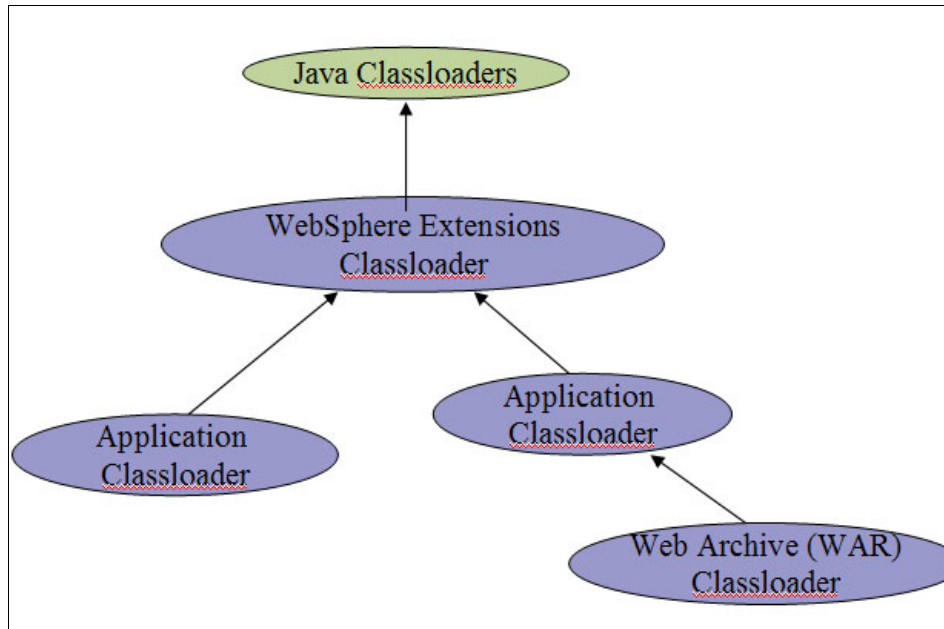 Java Classloaders
WebSphere Extensions
Classloader
Application
Classloader
Application
Classloader
Web Archive (WAR)
Classloader